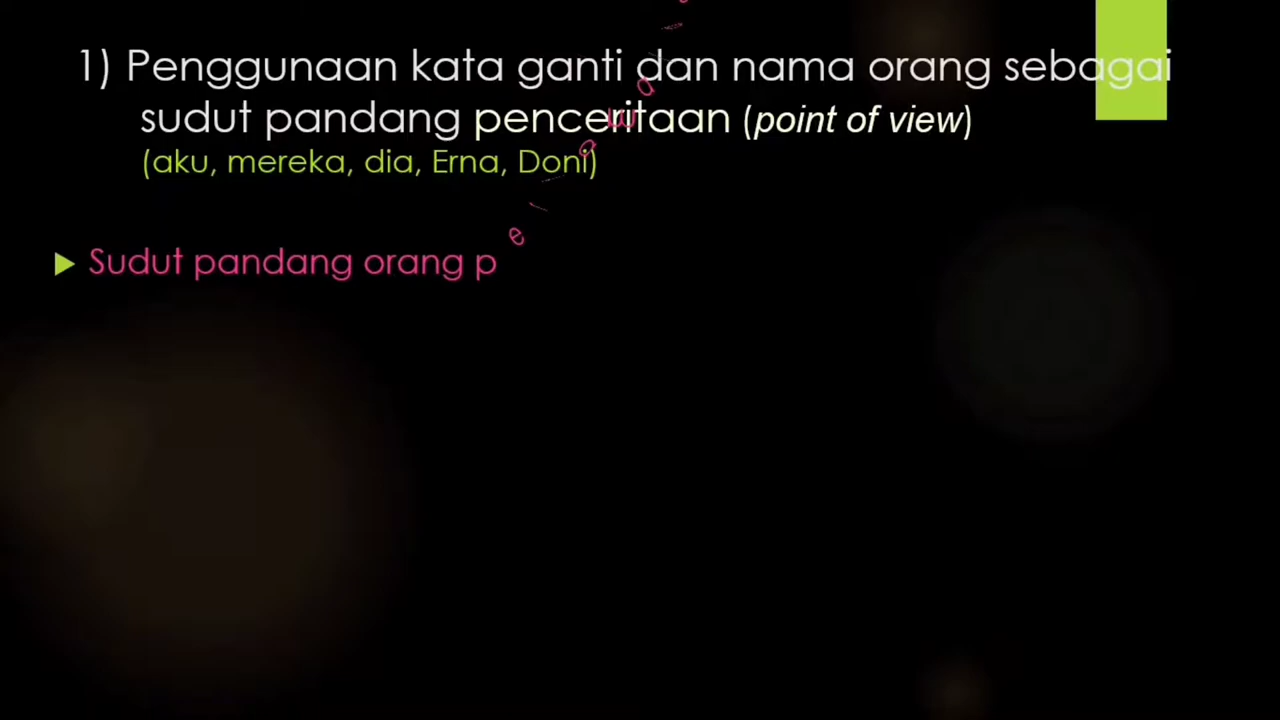 1) Penggunaan kata ganti dan nama orang sebagai
sudut pandang penceritaan (point of view)
(aku, mereka, dia, Erna, Doni)
Sudut pandang orang p